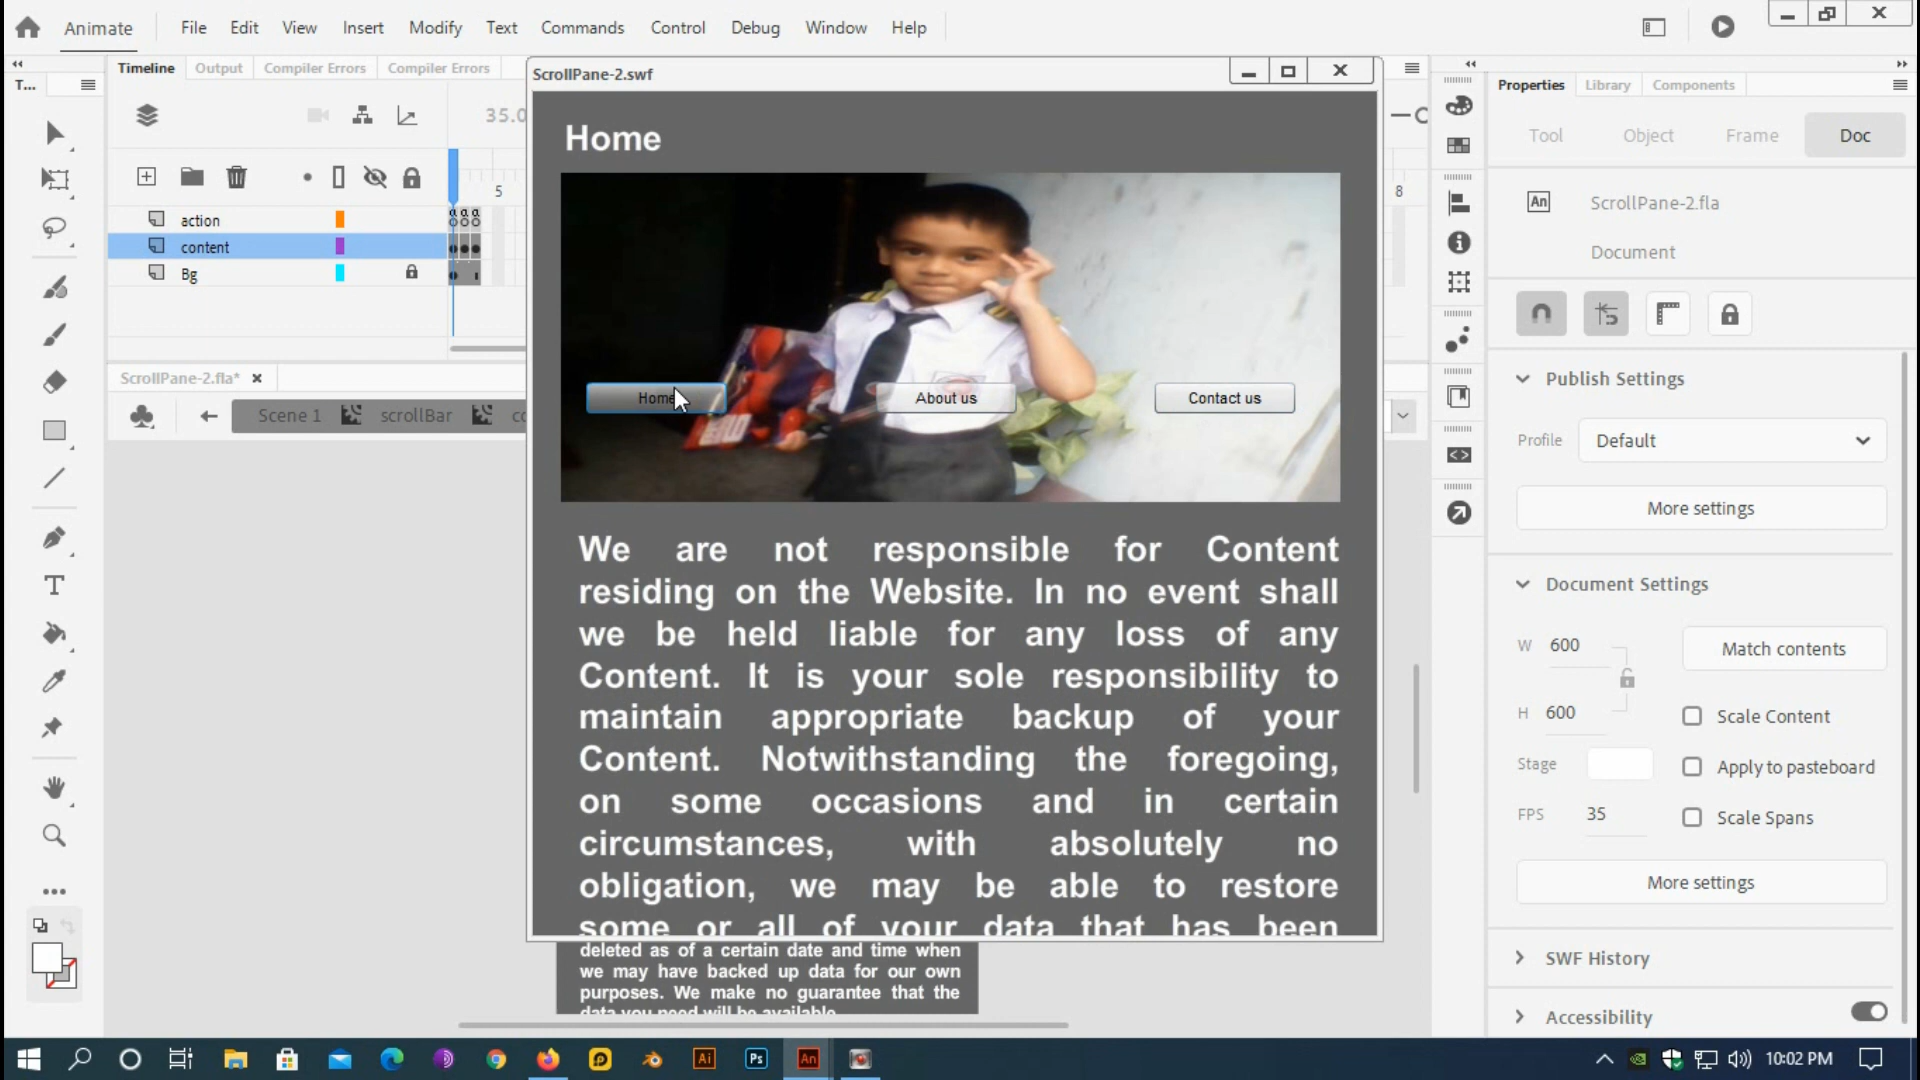 Animate
File Edit View Insert Modify Text Commands Control Debug Window Help
T...
Timeline Output Compiler Errors Compiler Errors
ScrollPane-2.swf
Properties Library Components
35.0
5
8
action
content
Bg
ScrollPane-2.fla*
Scene 1 scrollBar
Home
Home
About us
Contact us
We are not responsible for Content
residing on the Website. In no event shall
we be held liable for any loss of any
Content. It is your sole responsibility to
maintain appropriate backup of your
Content. Notwithstanding the foregoing,
on some occasions and in certain
circumstances, with absolutely no
obligation, we may be able to restore
some or all of your data that has been
deleted as of a certain date and time when
we may have backed up data for our own
purposes. We make no guarantee that the
data you need will be available
Tool Object Frame Doc
An ScrollPane-2.fla
Document
Publish Settings
Profile Default
More settings
Document Settings
W 600
Match contents
H 600
Scale Content
Stage
Apply to pasteboard
FPS 35
Scale Spans
More settings
SWF History
Accessibility
Ai
Ps
An
10:02 PM